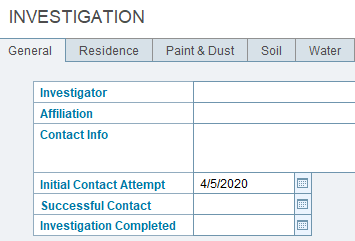 INVESTIGATION
General Residence Paint & Dust Soil Water
Investigator
Affiliation
Contact Info
Initial Contact Attempt 4/5/2020
Successful Contact
Investigation Completed